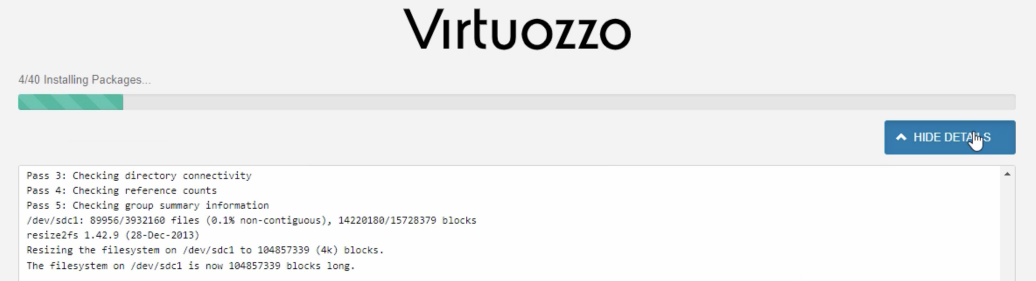 Virtuozzo
4/40 Installing Packages...
HIDE DETAILS
Pass 3: Checking directory connectivity
Pass 4: Checking reference counts
Pass 5: Checking group summary information
/dev/sdc1: 89956/3932160 files (0.1% non-contiguous), 14220180/15728379 blocks
resize2fs 1.42.9 (28-Dec-2013)
Resizing the filesystem on /dev/sdc1 to 104857339 (4k) blocks.
The filesystem on /dev/sdc1 is now 104857339 blocks long.